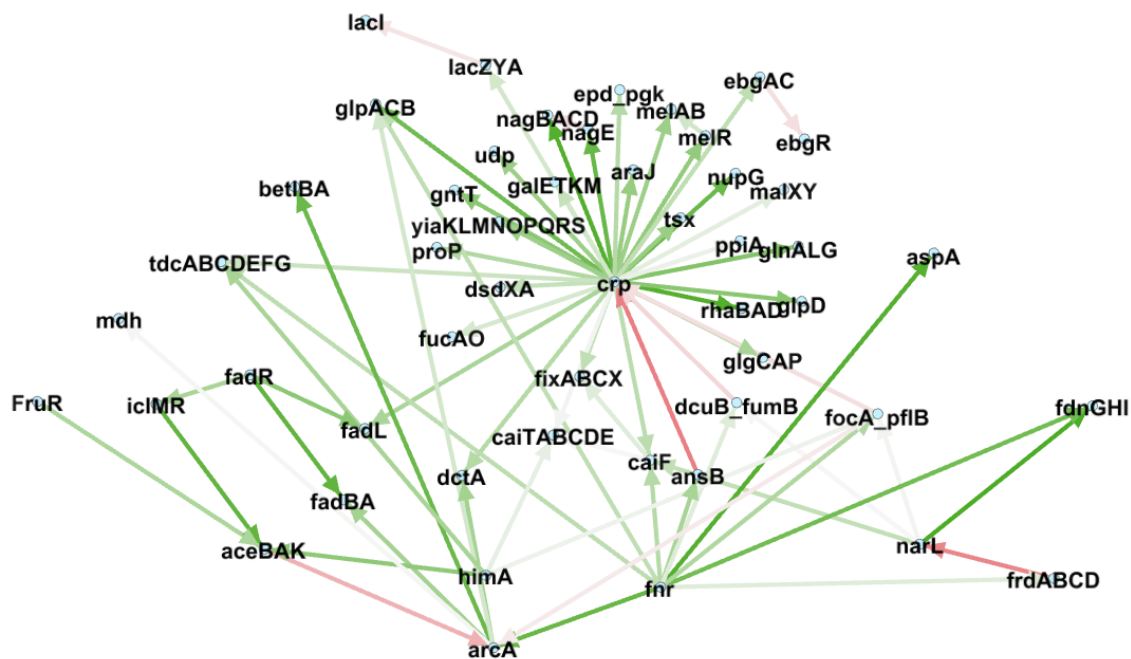 lacI
lacZYA
ebgAC
glpACB
epd_pgk
nagBACD
melAB
nagE
melR
ebgR
udp
araJ
nupG
galETKM
malXY
betIBA
gntT
yiaKLMNOPQRS
tsx
proP
ppiA
glnALG
aspA
tdcABCDEFG
crp
dsdXA
rhaBAD
glpD
mdh
fucAO
glgCAP
fadR
fixABCX
FruR
iclMR
dcuB_fumB
focA_pflB
fdnGHI
fadL
caiTABCDE
caiF
dctA
ansB
fadBA
aceBAK
narL
himA
fnr
frdABCD
arcA